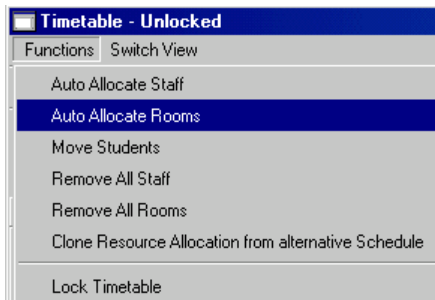 Timetable - Unlocked
Functions Switch View
Auto Allocate Staff
Auto Allocate Rooms
Move Students
Remove All Staff
Remove All Rooms
Clone Resource Allocation from alternative Schedule
Lock Timetable